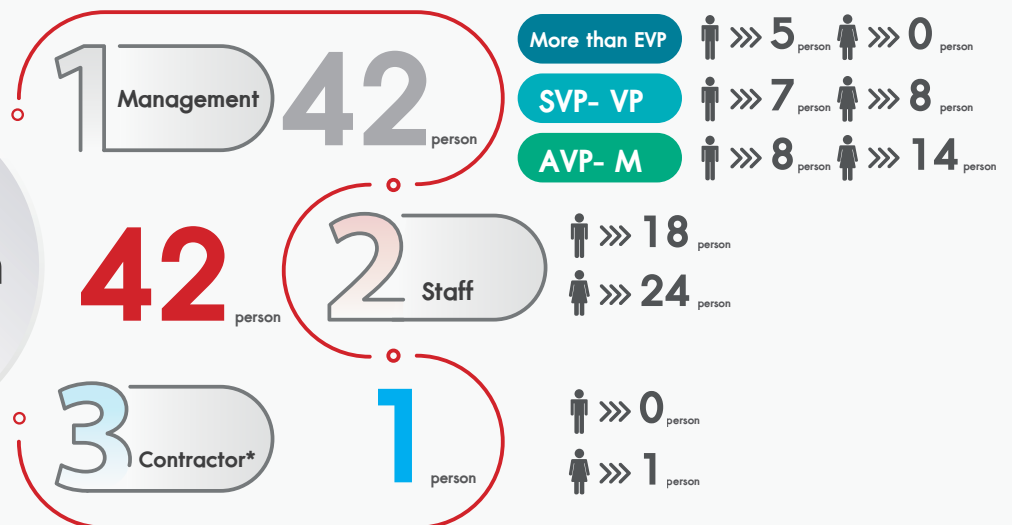 1 Management 42 person
More than EVP >>> 5 person >>> 0 person
SVP- VP >>> 7 person >>> 8 person
AVP- M >>> 8 person >>> 14 person
42 person
2 Staff
>>> 18 person
>>> 24 person
3 Contractor* 1 person
>>> 0 person
>>> 1 person